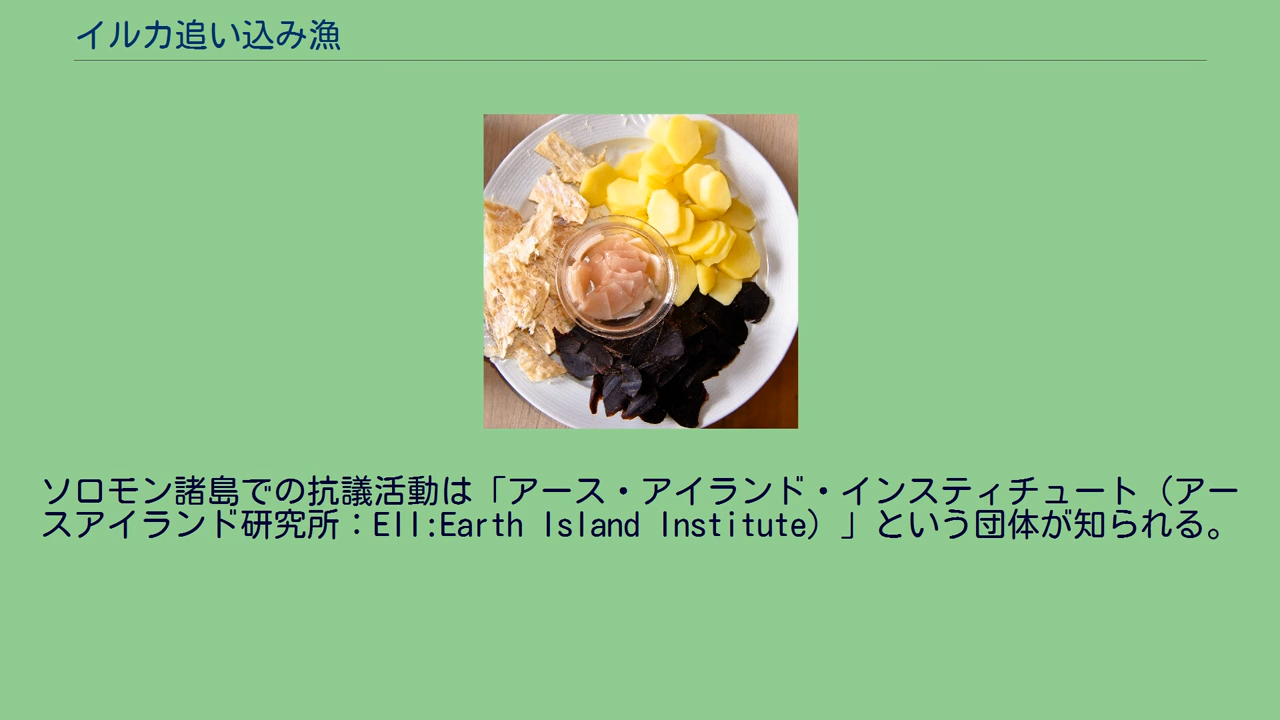 イルカ追い込み漁
ソロモン諸島での抗議活動は「アース・アイランド・インスティチュート（アー
スアイランド研究所：EII:Earth Island Institute）」という団体が知られる。